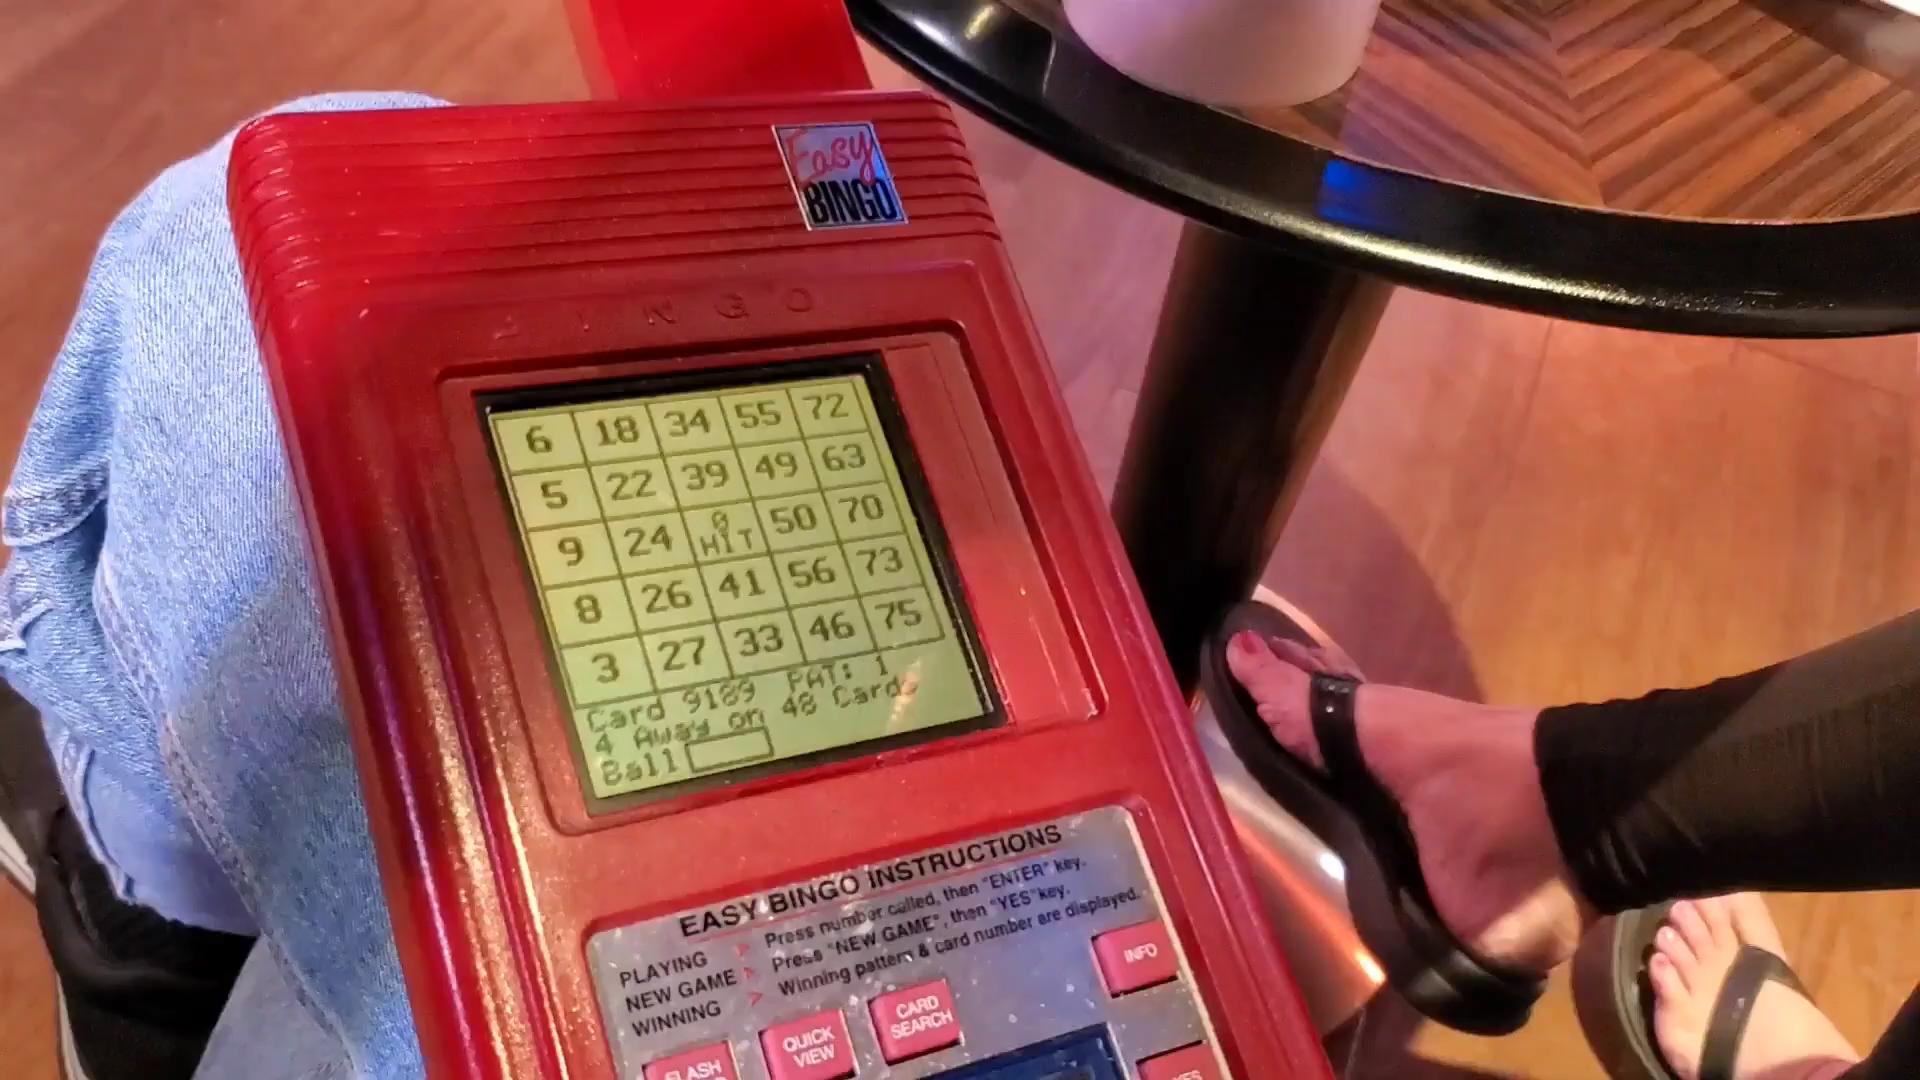 Easy
BINGO
I N G O
6 18 34 55 72
5 22 39 49 63
9 24 0 HIT 50 70
8 26 41 56 73
3 27 33 46 75
Card 9189 PAT: 1
4 Away on 48 Cards
Ball
EASY BINGO INSTRUCTIONS
PLAYING > Press number called, then "ENTER" key.
NEW GAME > Press "NEW GAME", then "YES" key.
WINNING > Winning pattern & card number are displayed.
INFO
CARD
SEARCH
QUICK
VIEW
FLASH
YES